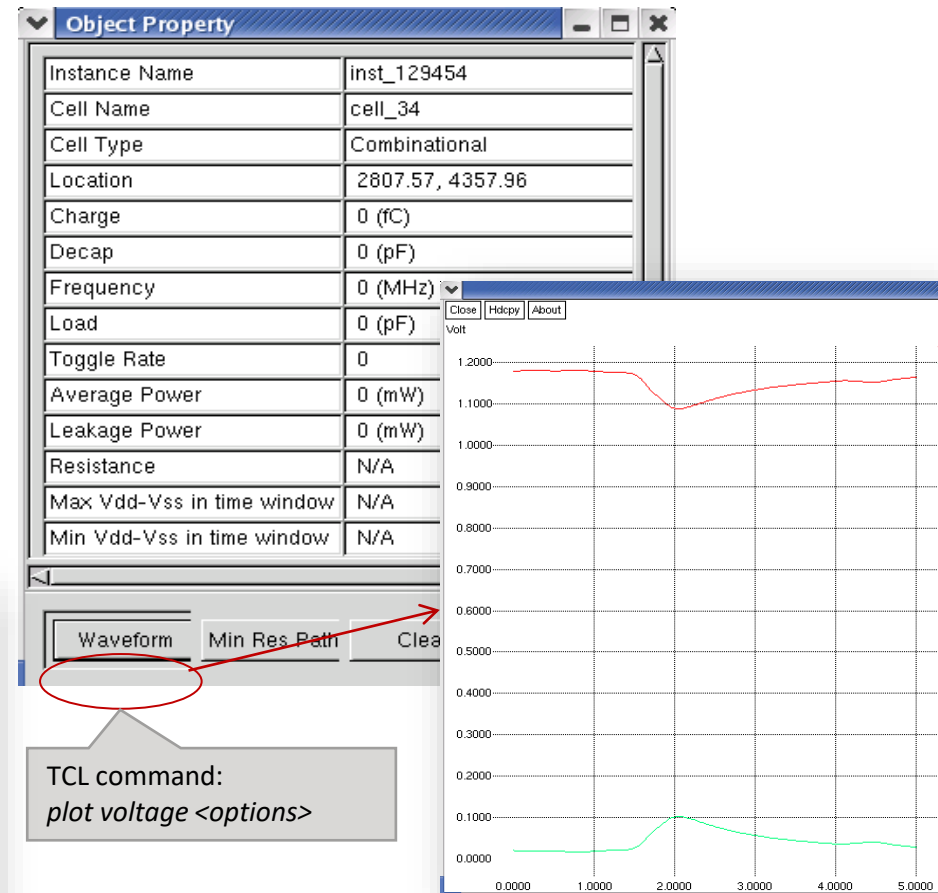 Object Property
Instance Name inst_129454
Cell Name cell_34
Cell Type Combinational
Location 2807.57, 4357.96
Charge 0 (fC)
Decap 0 (pF)
Frequency 0 (MHz)
Load 0 (pF)
Toggle Rate 0
Average Power 0 (mW)
Leakage Power 0 (mW)
Resistance N/A
Max Vdd-Vss in time window N/A
Min Vdd-Vss in time window N/A
Waveform Min Res Path Clea
TCL command:
plot voltage <options>
Close Hdcpy About
Volt
1.2000
1.1000
1.0000
0.9000
0.8000
0.7000
0.6000
0.5000
0.4000
0.3000
0.2000
0.1000
0.0000
0.0000 1.0000 2.0000 3.0000 4.0000 5.0000